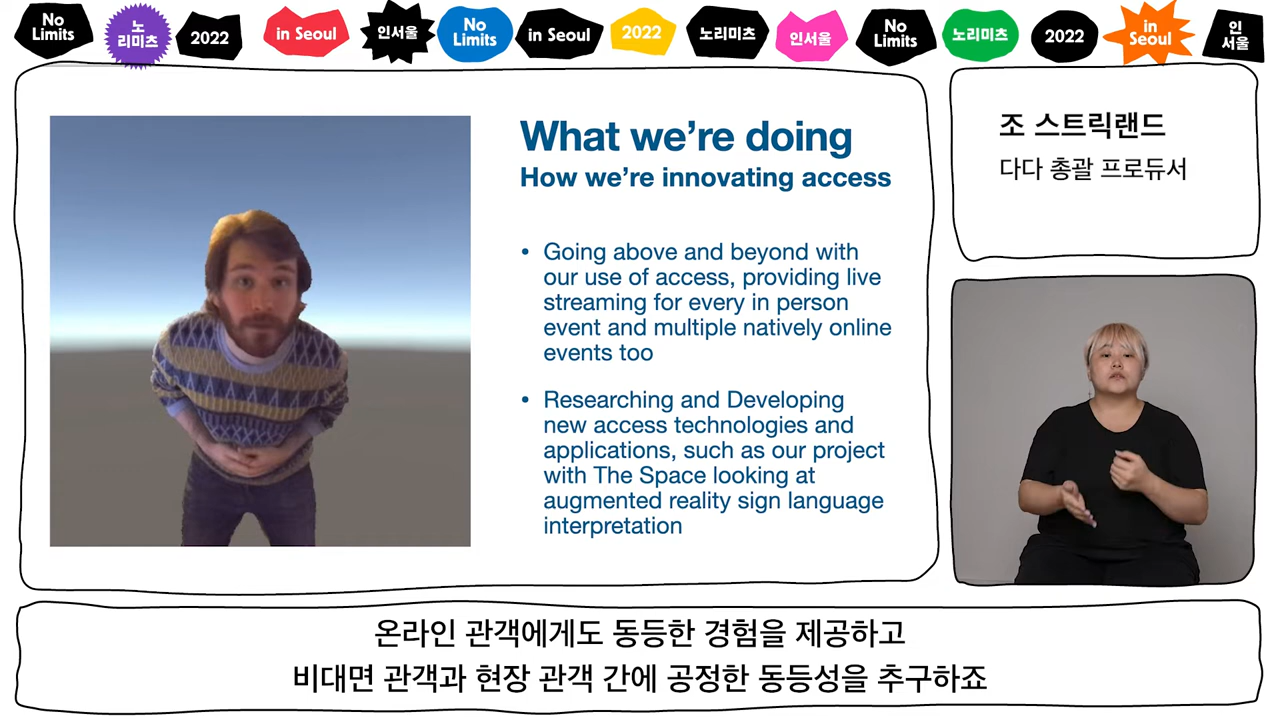 No
Limits
노
리미츠
2022
in Seoul
인서울
No
Limits
in Seoul
2022
노리미츠
인서울
No
Limits
노리미츠
2022
in
Seoul
인
서울
What we're doing
How we're innovating access
• Going above and beyond with
our use of access, providing live
streaming for every in person
event and multiple natively online
events too
• Researching and Developing
new access technologies and
applications, such as our project
with The Space looking at
augmented reality sign language
interpretation
조 스트릭랜드
다다 총괄 프로듀서
온라인 관객에게도 동등한 경험을 제공하고
비대면 관객과 현장 관객 간에 공정한 동등성을 추구하죠